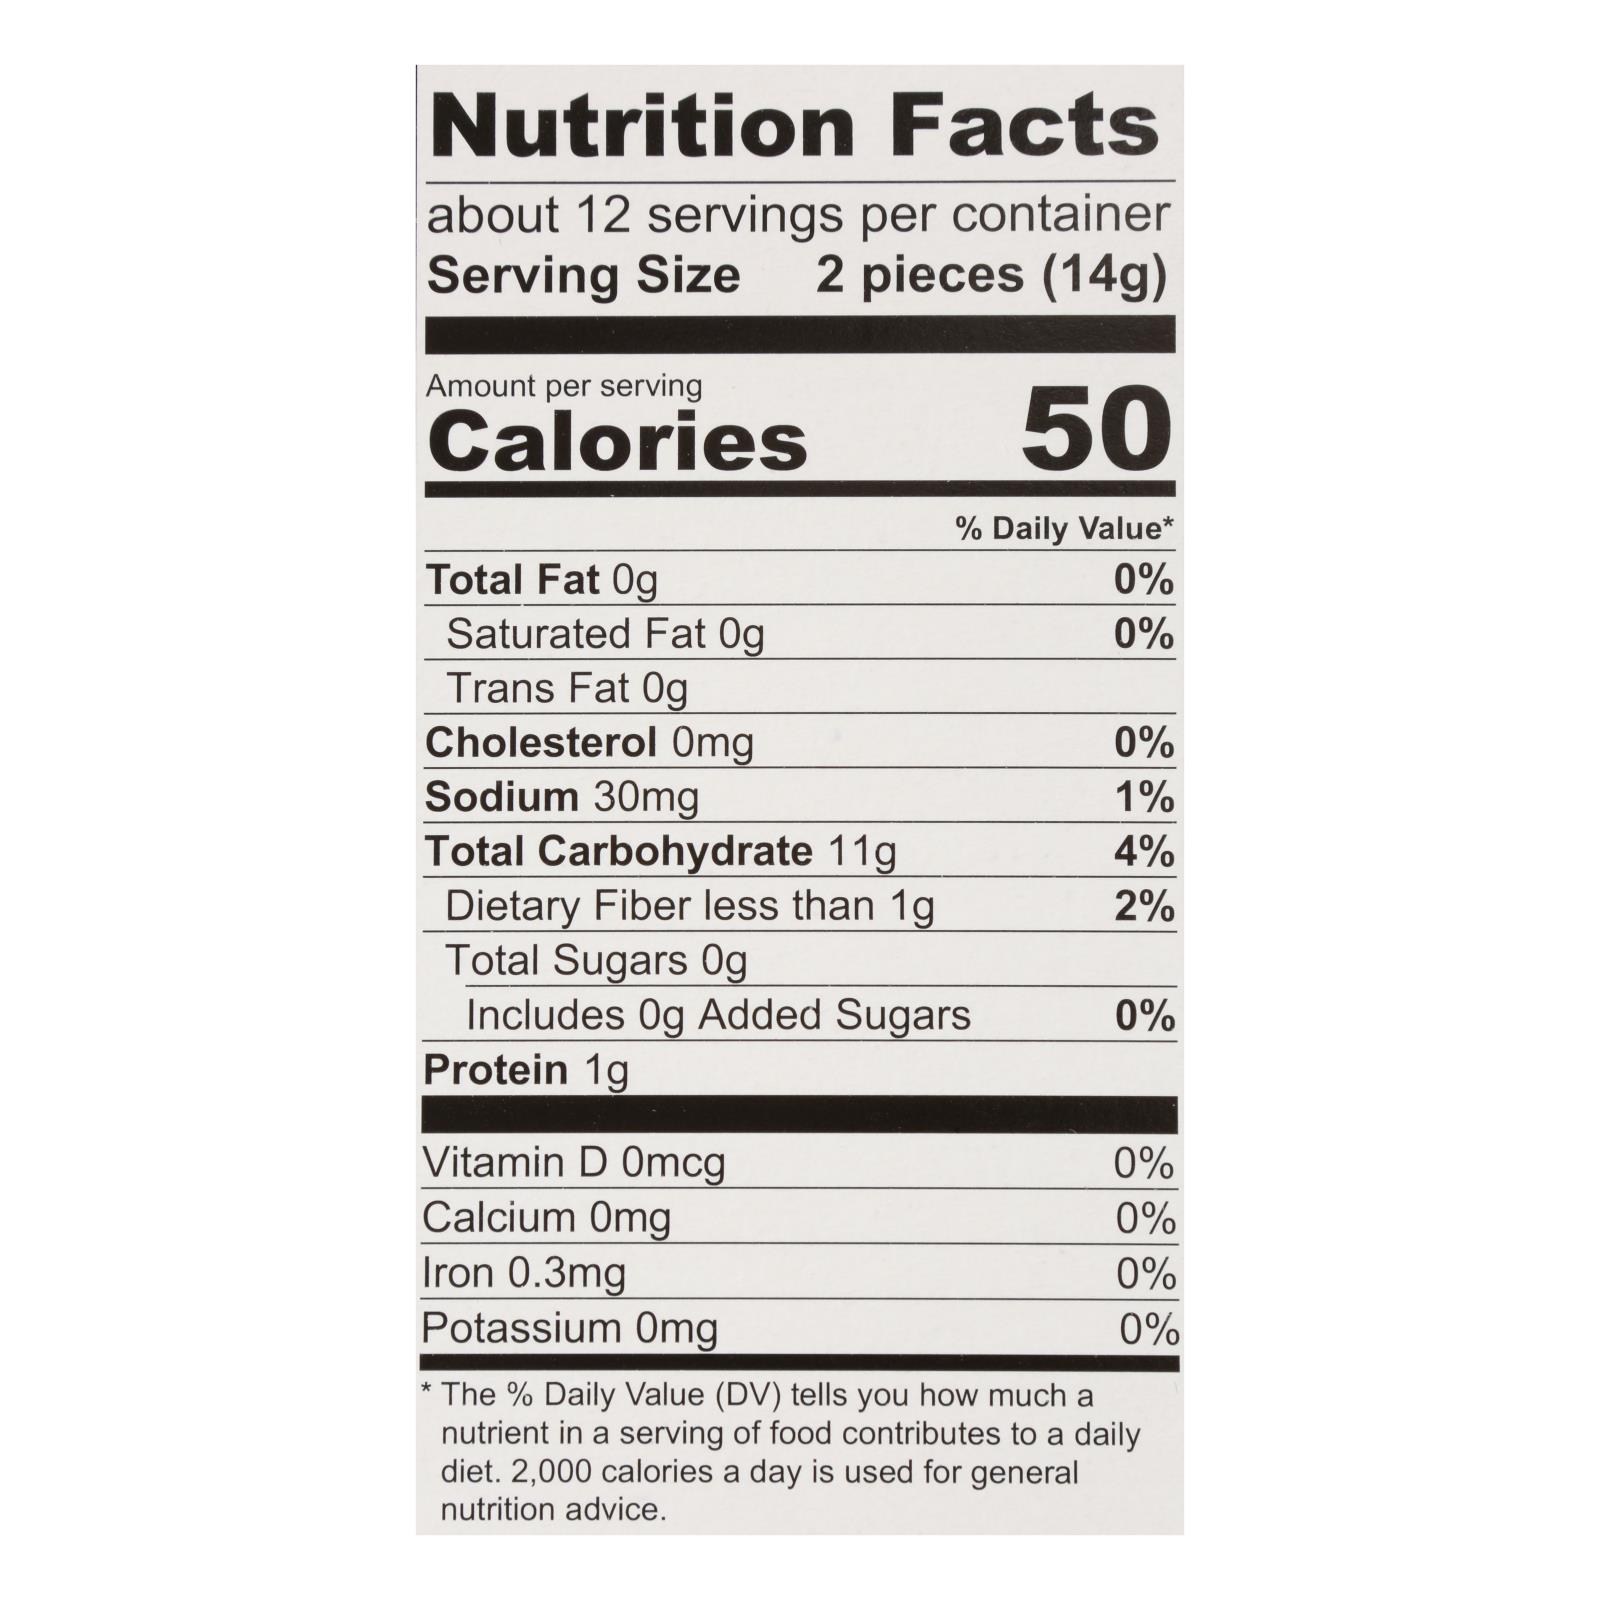 Nutrition Facts
about 12 servings per container
Serving Size 2 pieces (14g)
Amount per serving
Calories 50
% Daily Value*
Total Fat 0g 0%
Saturated Fat 0g 0%
Trans Fat 0g
Cholesterol 0mg 0%
Sodium 30mg 1%
Total Carbohydrate 11g 4%
Dietary Fiber less than 1g 2%
Total Sugars 0g
Includes 0g Added Sugars 0%
Protein 1g
Vitamin D 0mcg 0%
Calcium 0mg 0%
Iron 0.3mg 0%
Potassium 0mg 0%
* The % Daily Value (DV) tells you how much a
nutrient in a serving of food contributes to a daily
diet. 2,000 calories a day is used for general
nutrition advice.